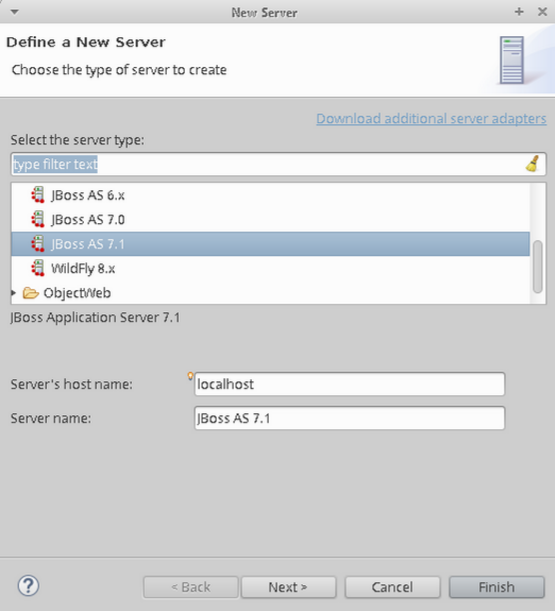 New Server
Define a New Server
Choose the type of server to create
Download additional server adapters
Select the server type:
type filter text
JBoss AS 6.x
JBoss AS 7.0
JBoss AS 7.1
WildFly 8.x
ObjectWeb
JBoss Application Server 7.1
Server's host name: localhost
Server name: JBoss AS 7.1
? < Back Next > Cancel Finish